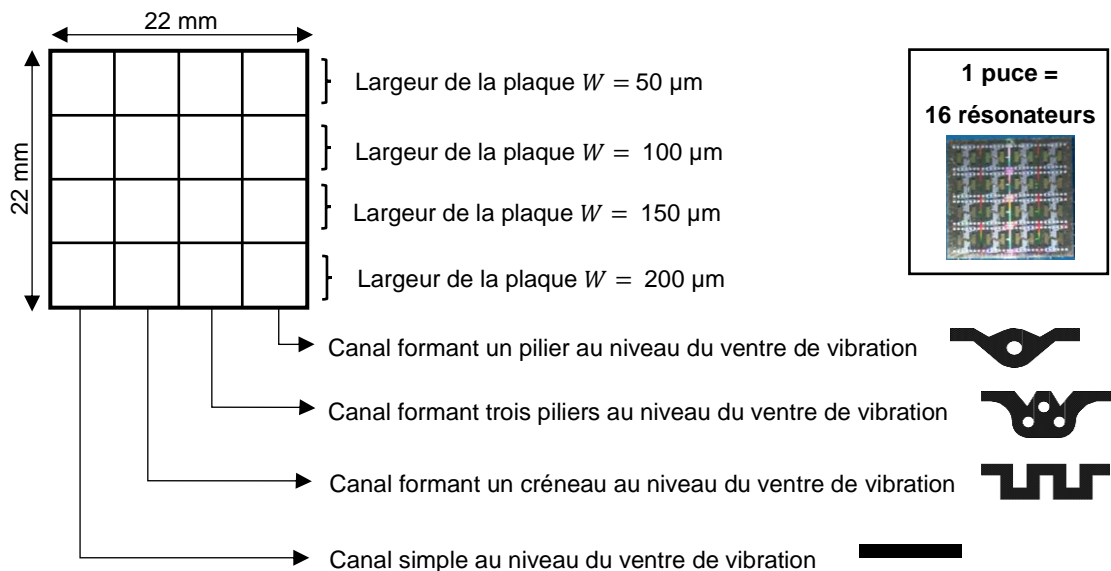 22 mm
22 mm
Largeur de la plaque W = 50 µm
Largeur de la plaque W = 100 µm
Largeur de la plaque W = 150 µm
Largeur de la plaque W = 200 µm
1 puce =
16 résonateurs
Canal formant un pilier au niveau du ventre de vibration
Canal formant trois piliers au niveau du ventre de vibration
Canal formant un créneau au niveau du ventre de vibration
Canal simple au niveau du ventre de vibration